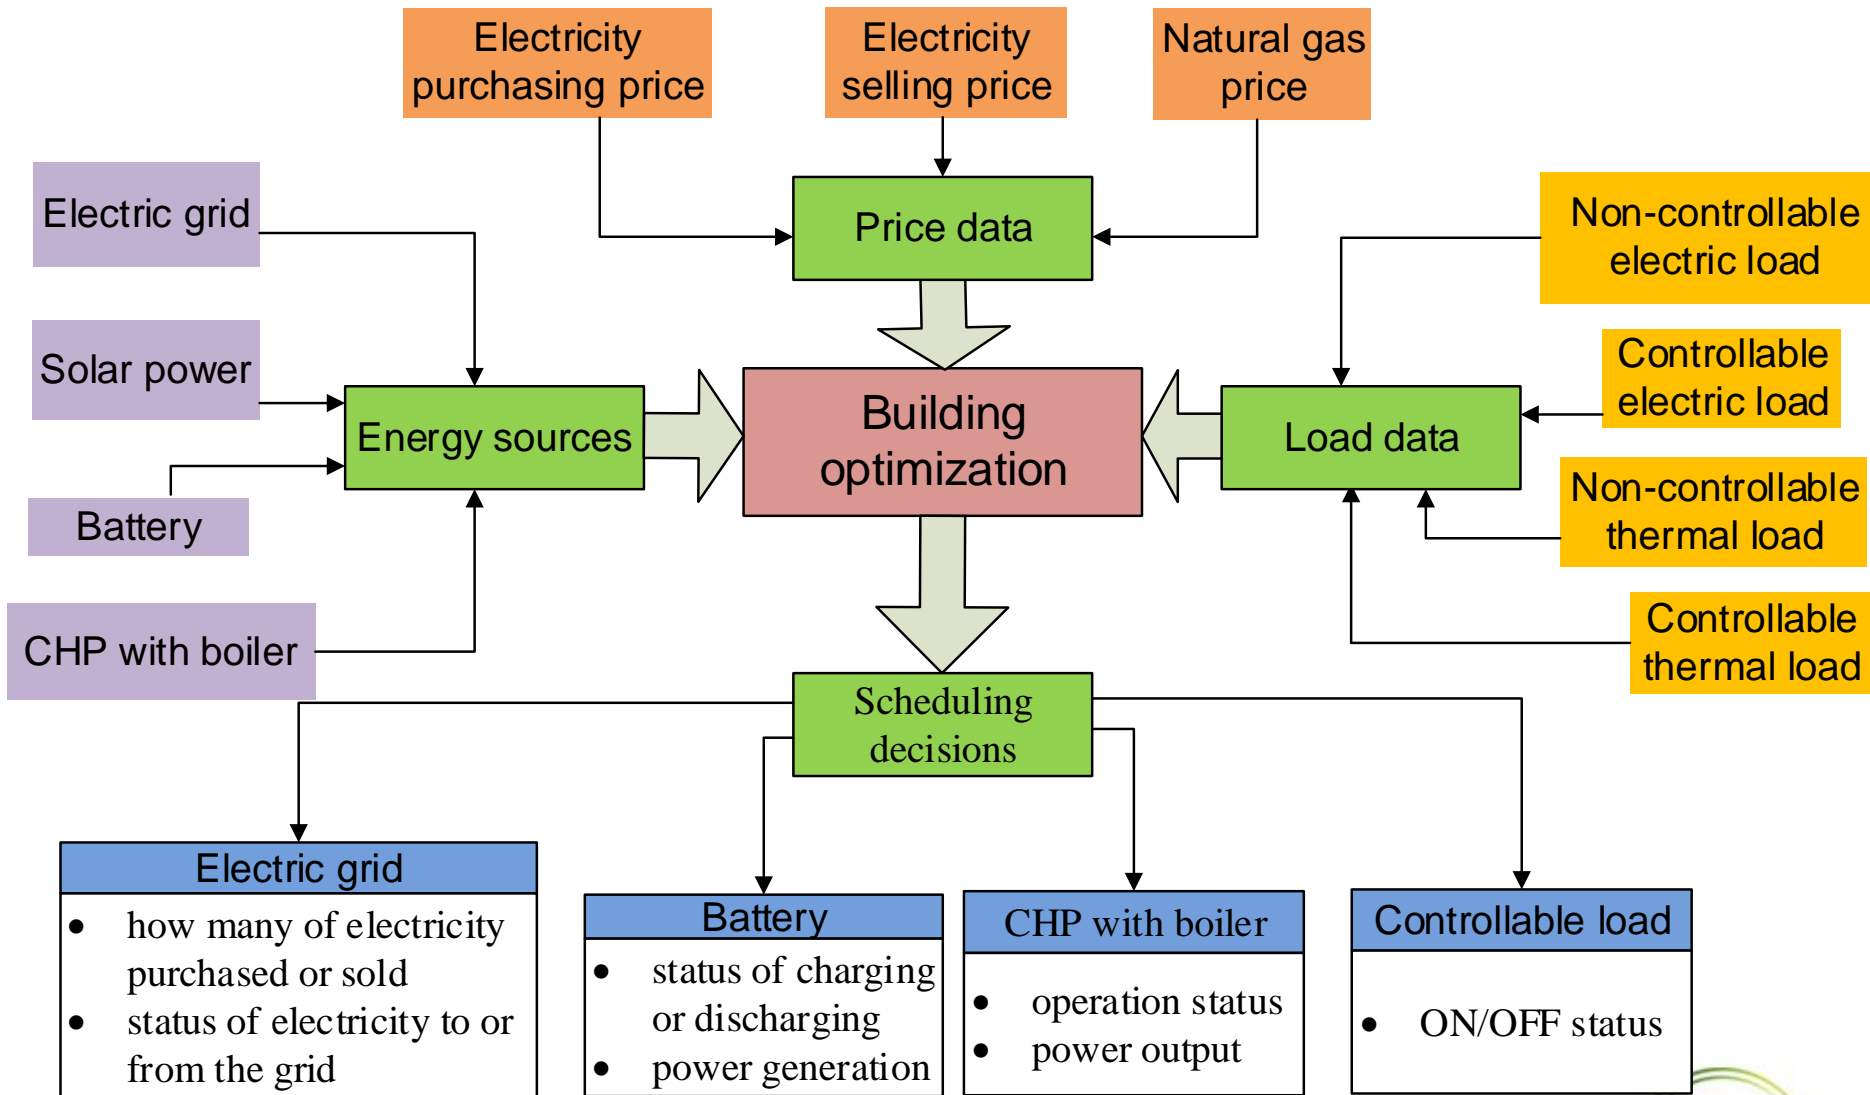 Electricity
purchasing price
Electricity
selling price
Natural gas
price
Electric grid
Price data
Non-controllable
electric load
Solar power
Controllable
electric load
Energy sources
Building
optimization
Load data
Non-controllable
thermal load
Battery
CHP with boiler
Controllable
thermal load
Scheduling
decisions
Electric grid
• how many of electricity
purchased or sold
• status of electricity to or
from the grid
Battery
• status of charging
or discharging
• power generation
CHP with boiler
• operation status
• power output
Controllable load
• ON/OFF status